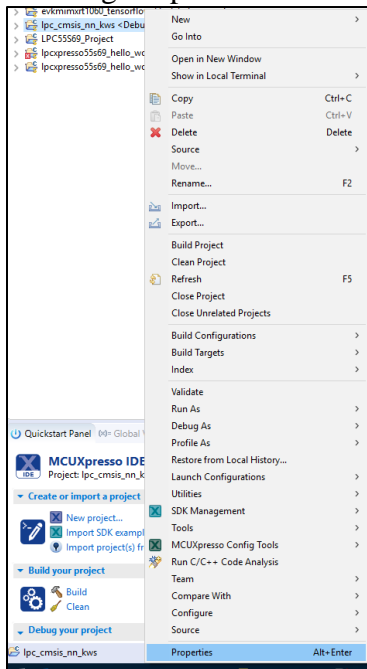 evkmimxrt1060_tensorflo
lpc_cmsis_nn_kws <Debu
LPC55S69_Project
lpcxpresso55s69_hello_wo
lpcxpresso55s69_hello_wo
New
Go Into
Open in New Window
Show in Local Terminal
Copy Ctrl+C
Paste Ctrl+V
Delete Delete
Source
Move...
Rename... F2
Import...
Export...
Build Project
Clean Project
Refresh F5
Close Project
Close Unrelated Projects
Build Configurations
Build Targets
Index
Validate
Run As
Debug As
Profile As
Restore from Local History...
Launch Configurations
Utilities
SDK Management
Tools
MCUXpresso Config Tools
Run C/C++ Code Analysis
Team
Compare With
Configure
Source
Properties Alt+Enter
Quickstart Panel (x)= Global
MCUXpresso IDE
IDE Project: lpc_cmsis_nn_k
Create or import a project
New project...
Import SDK exampl
Import project(s) fr
Build your project
Build
Clean
Debug your project
lpc_cmsis_nn_kws